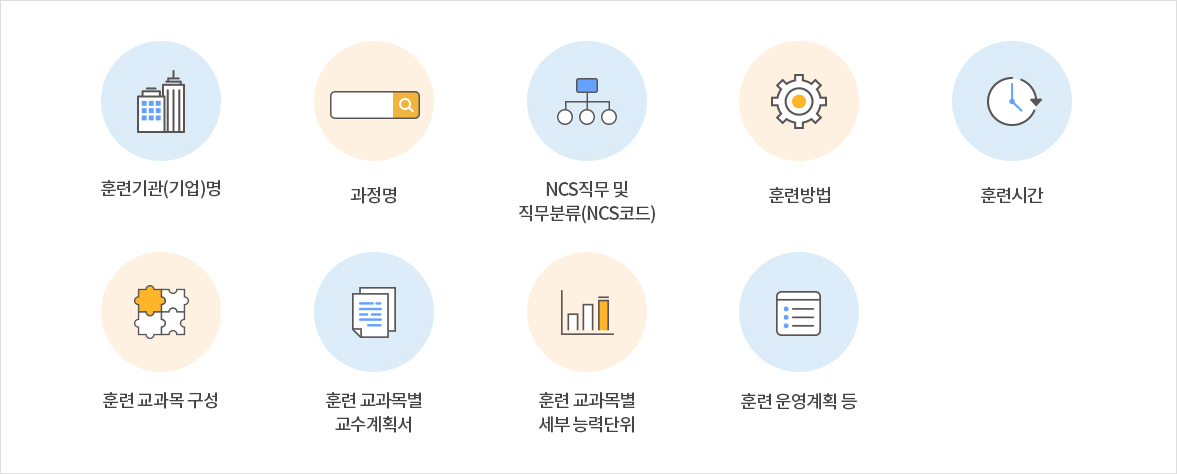 훈련기관(기업)명
과정명
NCS직무 및
직무분류(NCS코드)
훈련방법
훈련시간
훈련 교과목 구성
훈련 교과목별
교수계획서
훈련 교과목별
세부 능력단위
훈련 운영계획 등